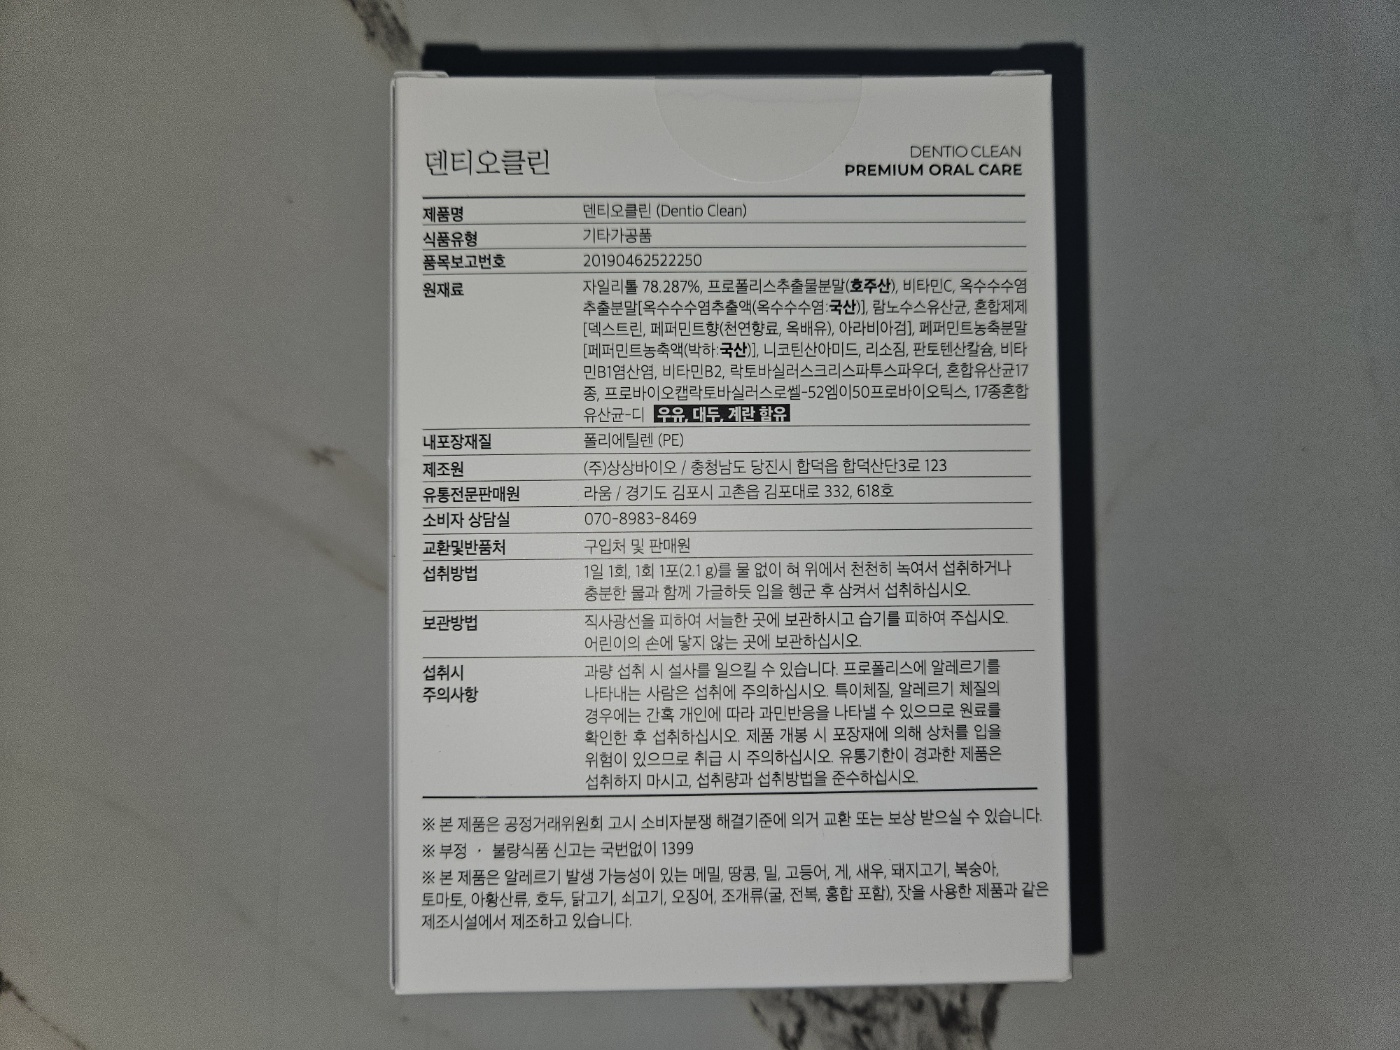 덴티오클린
DENTIO CLEAN
PREMIUM ORAL CARE
제품명 덴티오클린 (Dentio Clean)
식품유형 기타가공품
품목보고번호 20190462522250
원재료 자일리톨 78.287%, 프로폴리스추출물분말(호주산), 비타민C, 옥수수수염
추출분말[옥수수수염추출액(옥수수수염:국산)], 람노수스유산균, 혼합제제
[덱스트린, 페퍼민트향(천연향료, 옥배유), 아라비아검], 페퍼민트농축분말
[페퍼민트농축액(박하:국산)], 니코틴산아미드, 리소짐, 판토텐산칼슘, 비타
민B1염산염, 비타민B2, 락토바실러스크리스파투스파우더, 혼합유산균17
종, 프로바이오캡락토바실러스로쎌-52엠이50프로바이오틱스, 17종혼합
유산균-디 우유, 대두, 계란 함유
내포장재질 폴리에틸렌 (PE)
제조원 (주)상상바이오 / 충청남도 당진시 합덕읍 합덕산단3로 123
유통전문판매원 라움 / 경기도 김포시 고촌읍 김포대로 332, 618호
소비자 상담실 070-8983-8469
교환및반품처 구입처 및 판매원
섭취방법 1일 1회, 1회 1포(2.1 g)를 물 없이 혀 위에서 천천히 녹여서 섭취하거나
충분한 물과 함께 가글하듯 입을 헹군 후 삼켜서 섭취하십시오.
보관방법 직사광선을 피하여 서늘한 곳에 보관하시고 습기를 피하여 주십시오.
어린이의 손에 닿지 않는 곳에 보관하십시오.
섭취시 과량 섭취 시 설사를 일으킬 수 있습니다. 프로폴리스에 알레르기를
주의사항 나타내는 사람은 섭취에 주의하십시오. 특이체질, 알레르기 체질의
경우에는 간혹 개인에 따라 과민반응을 나타낼 수 있으므로 원료를
확인한 후 섭취하십시오. 제품 개봉 시 포장재에 의해 상처를 입을
위험이 있으므로 취급 시 주의하십시오. 유통기한이 경과한 제품은
섭취하지 마시고, 섭취량과 섭취방법을 준수하십시오.
※ 본 제품은 공정거래위원회 고시 소비자분쟁 해결기준에 의거 교환 또는 보상 받으실 수 있습니다.
※ 부정 · 불량식품 신고는 국번없이 1399
※ 본 제품은 알레르기 발생 가능성이 있는 메밀, 땅콩, 밀, 고등어, 게, 새우, 돼지고기, 복숭아,
토마토, 아황산류, 호두, 닭고기, 쇠고기, 오징어, 조개류(굴, 전복, 홍합 포함), 잣을 사용한 제품과 같은
제조시설에서 제조하고 있습니다.